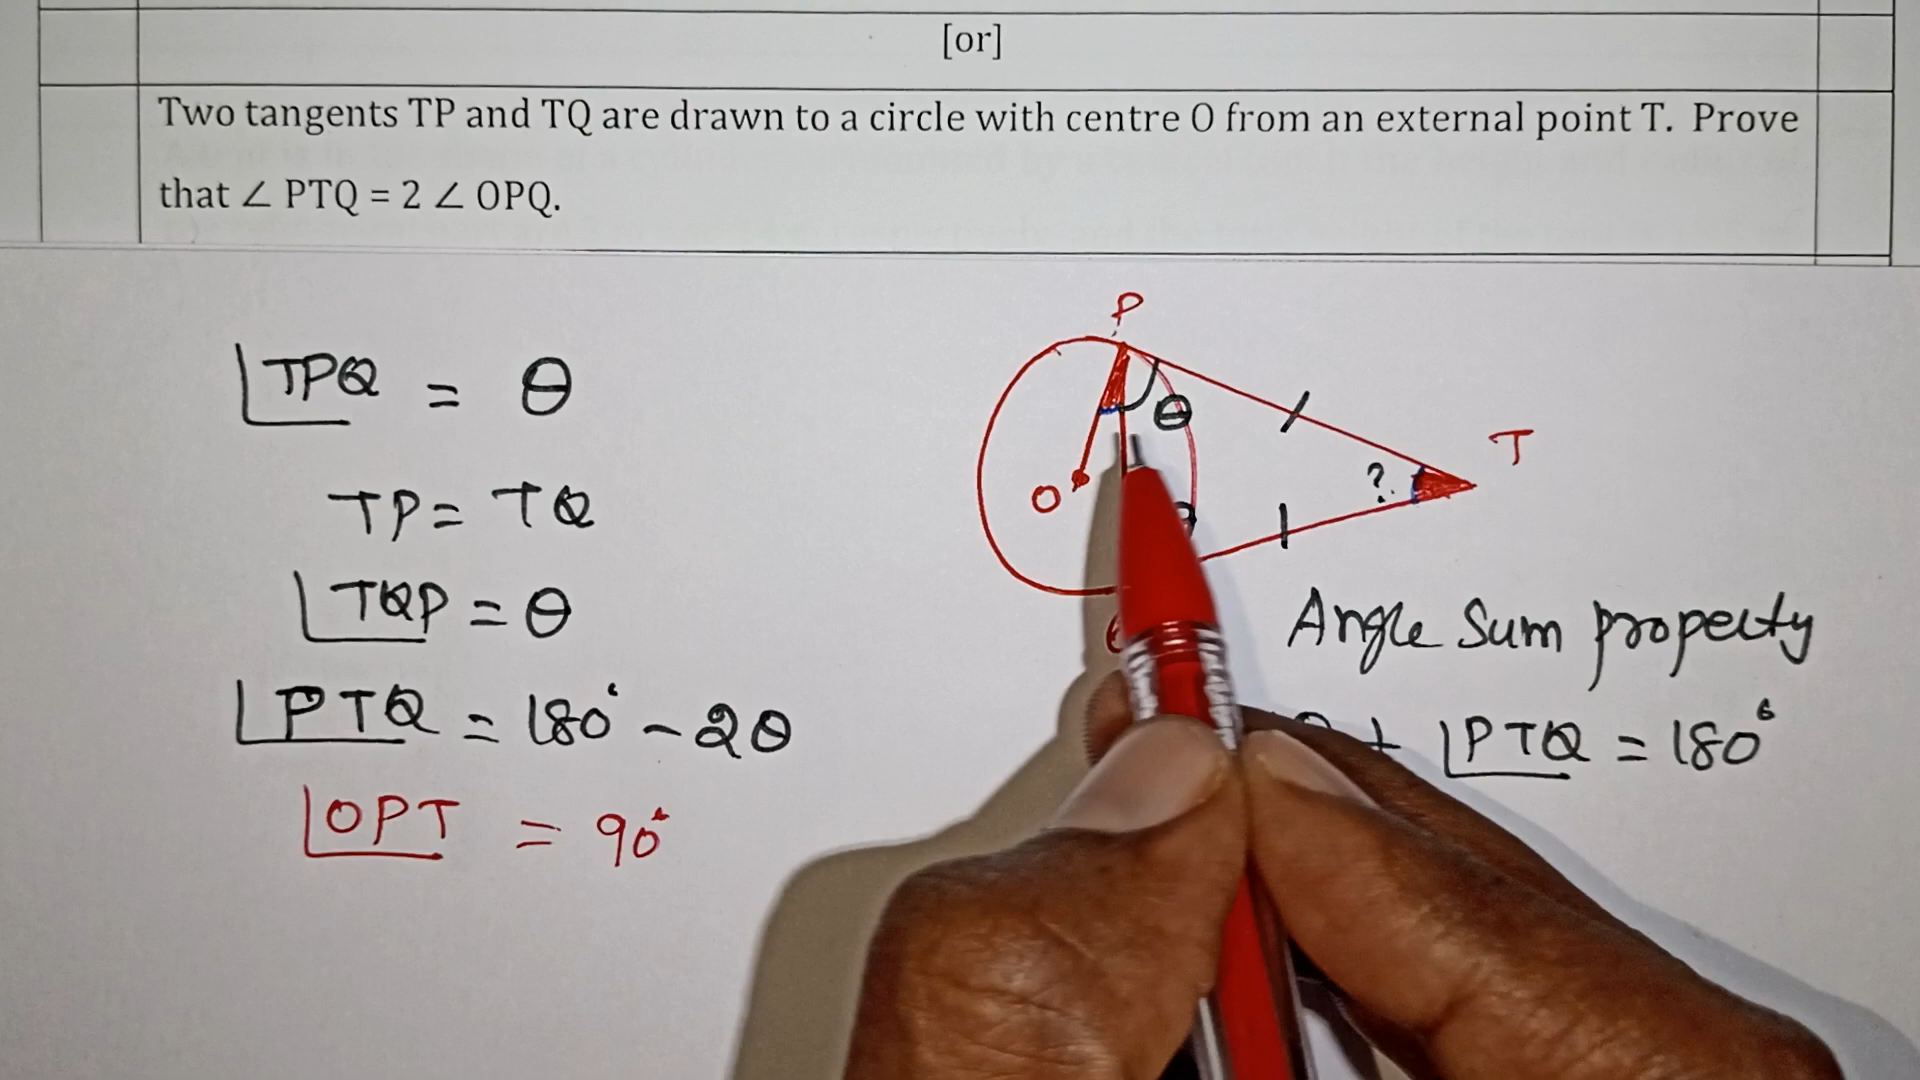 [or]
Two tangents TP and TQ are drawn to a circle with centre O from an external point T. Prove
that ∠ PTQ = 2 ∠ OPQ.
P
θ
T
?
O
∠TPQ = θ
TP = TQ
∠TQP = θ
∠PTQ = 180° - 2θ
∠OPT = 90°
Angle Sum property
+ ∠PTQ = 180°